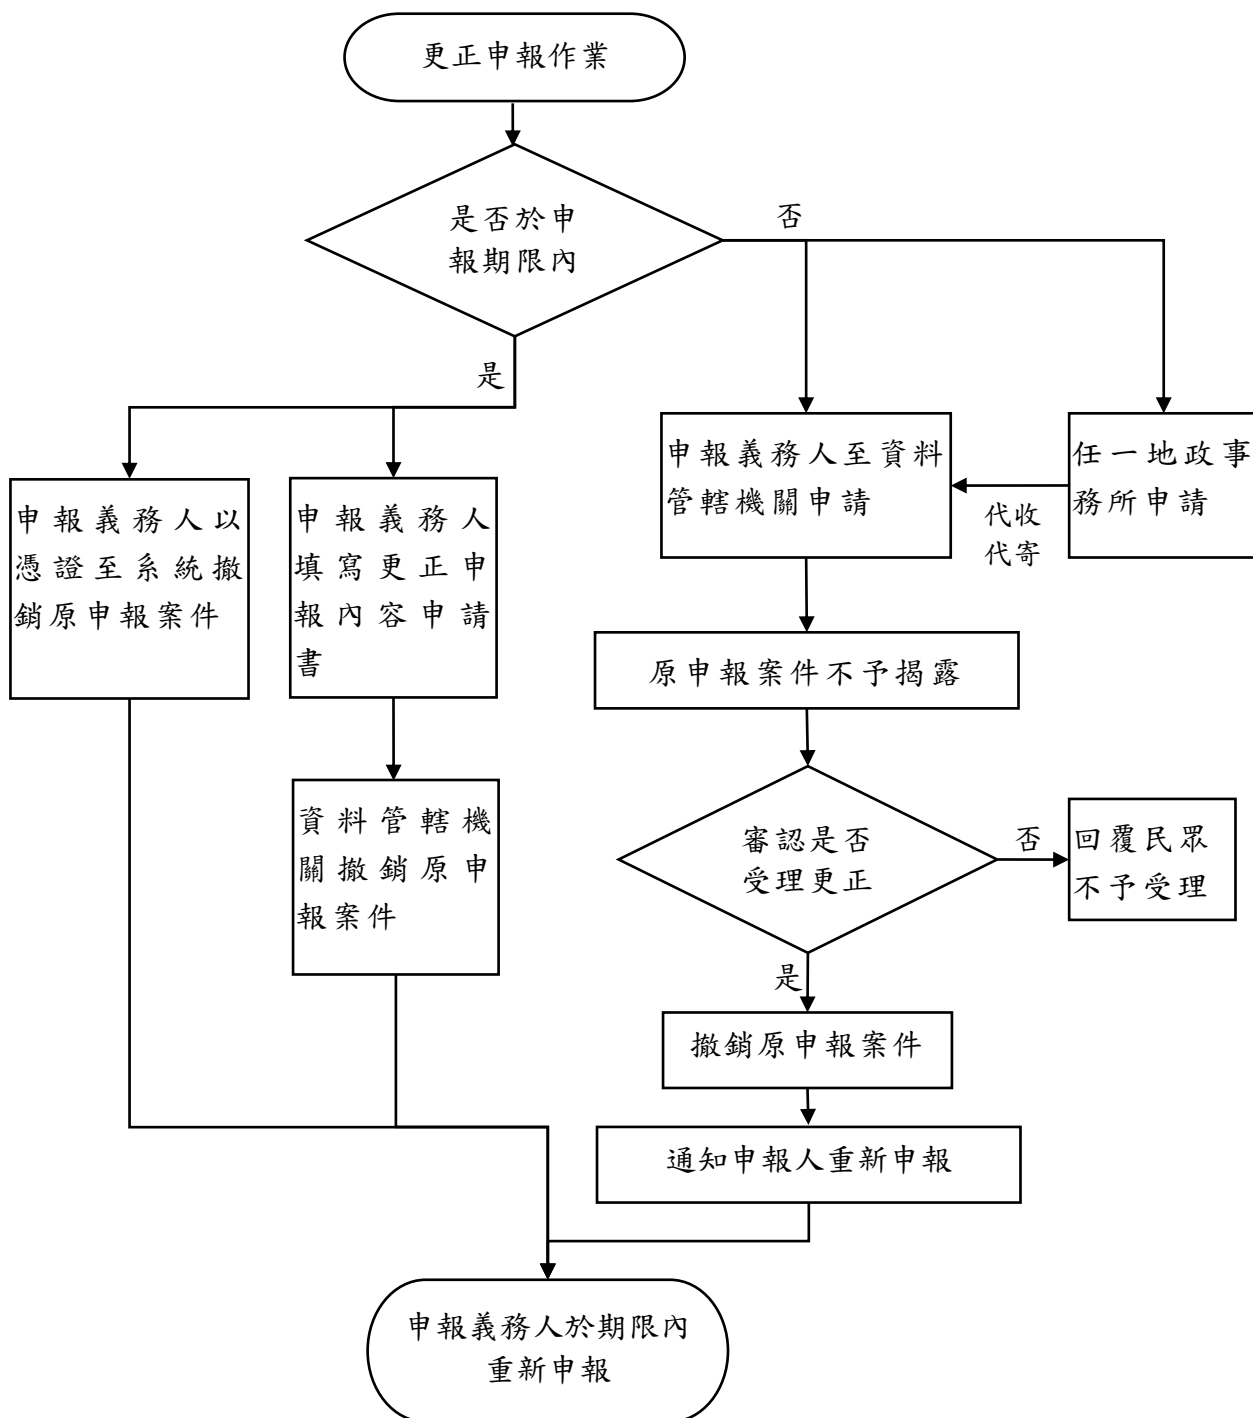 更正申報作業
是否於申
報期限內
否
是
申報義務人以
憑證至系統撤
銷原申報案件
申報義務人
填寫更正申
報內容申請
書
申報義務人至資料
管轄機關申請
任一地政事
務所申請
代收
代寄
原申報案件不予揭露
資料管轄機
關撤銷原申
報案件
審認是否
受理更正
否
回覆民眾
不予受理
是
撤銷原申報案件
通知申報人重新申報
申報義務人於期限內
重新申報